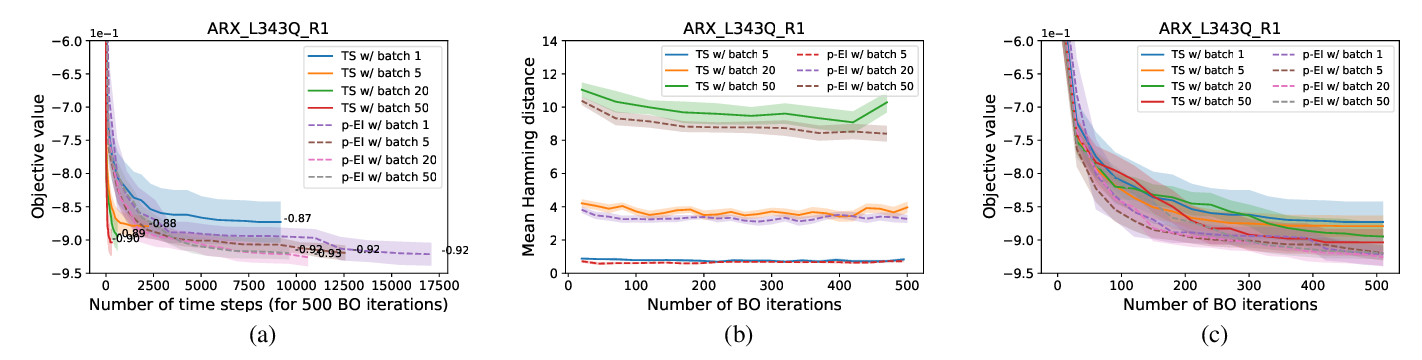 ARX_L343Q_R1
1e−1
Objective value
−6.0
−6.5
−7.0
−7.5
−8.0
−8.5
−9.0
−9.5
TS w/ batch 1
TS w/ batch 5
TS w/ batch 20
TS w/ batch 50
p-EI w/ batch 1
p-EI w/ batch 5
p-EI w/ batch 20
p-EI w/ batch 50
-0.87
-0.88
-0.89
-0.90
-0.92
-0.93
-0.92
-0.92
0 2500 5000 7500 10000 12500 15000 17500
Number of time steps (for 500 BO iterations)
(a)
ARX_L343Q_R1
Mean Hamming distance
14
12
10
8
6
4
2
0
TS w/ batch 5
TS w/ batch 20
TS w/ batch 50
p-EI w/ batch 5
p-EI w/ batch 20
p-EI w/ batch 50
0 100 200 300 400 500
Number of BO iterations
(b)
ARX_L343Q_R1
1e−1
Objective value
−6.0
−6.5
−7.0
−7.5
−8.0
−8.5
−9.0
−9.5
TS w/ batch 1
TS w/ batch 5
TS w/ batch 20
TS w/ batch 50
p-EI w/ batch 1
p-EI w/ batch 5
p-EI w/ batch 20
p-EI w/ batch 50
0 100 200 300 400 500
Number of BO iterations
(c)